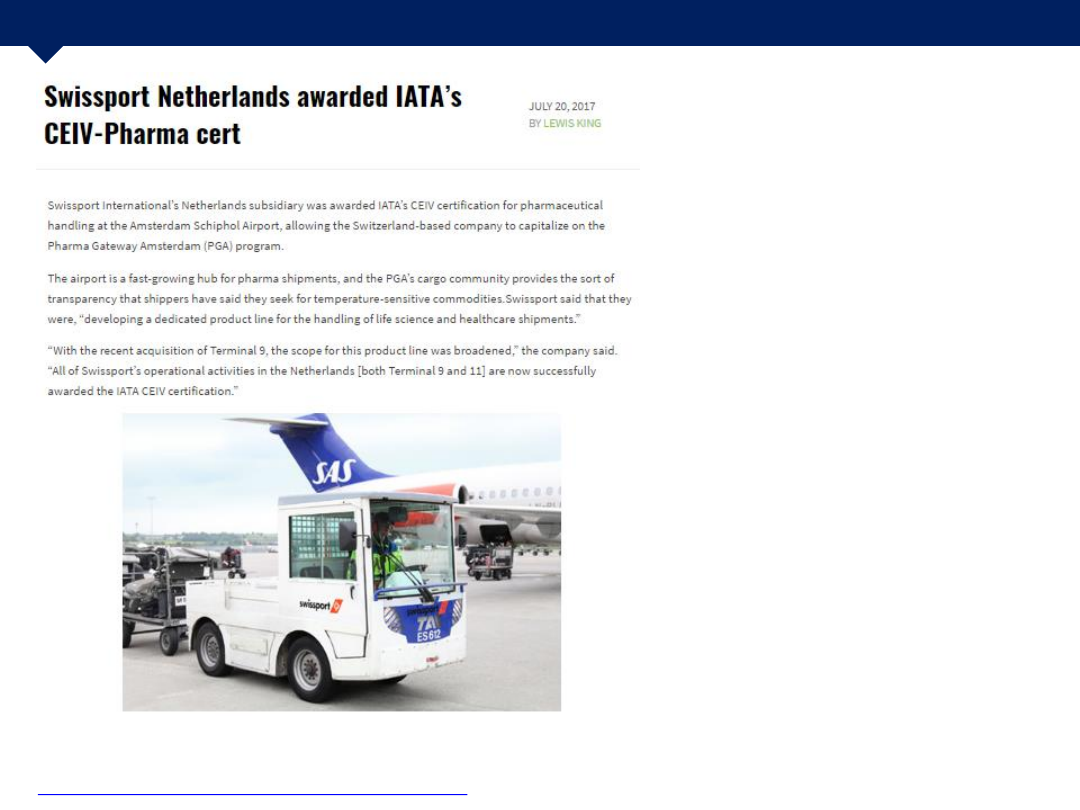 Swissport Netherlands awarded IATA's
CEIV-Pharma cert
JULY 20, 2017
BY LEWIS KING
Swissport International's Netherlands subsidiary was awarded IATA's CEIV certification for pharmaceutical
handling at the Amsterdam Schiphol Airport, allowing the Switzerland-based company to capitalize on the
Pharma Gateway Amsterdam (PGA) program.
The airport is a fast-growing hub for pharma shipments, and the PGA's cargo community provides the sort of
transparency that shippers have said they seek for temperature-sensitive commodities.Swissport said that they
were, “developing a dedicated product line for the handling of life science and healthcare shipments.”
“With the recent acquisition of Terminal 9, the scope for this product line was broadened,” the company said.
“All of Swissport's operational activities in the Netherlands [both Terminal 9 and 11] are now successfully
awarded the IATA CEIV certification.”
SAS
swissport
swissport
ES612